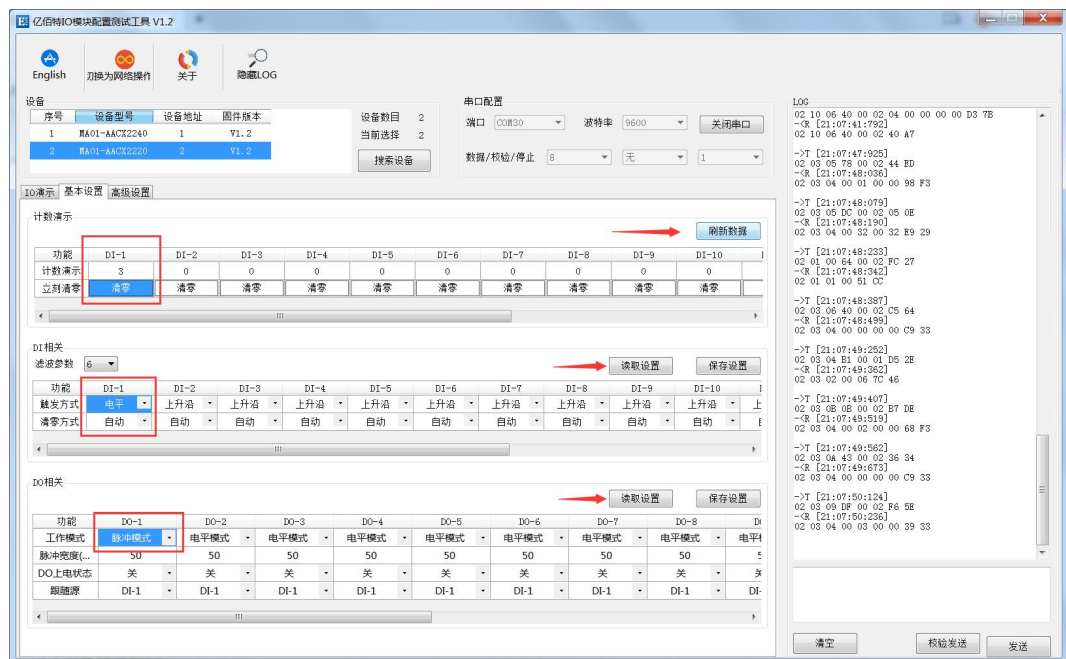 亿佰特IO模块配置测试工具 V1.2
English 切换为网络操作 关于 隐藏LOG
设备
序号 设备型号 设备地址 固件版本
1 MA01-AACX2240 1 V1.2
2 MA01-AACX2220 2 V1.2
设备数目 2
当前选择 2
搜索设备
串口配置
端口 COM30 波特率 9600 关闭串口
数据/校验/停止 8 无 1
IO演示 基本设置 高级设置
计数演示
刷新数据
功能 DI-1 DI-2 DI-3 DI-4 DI-5 DI-6 DI-7 DI-8 DI-9 DI-10
计数演示 3 0 0 0 0 0 0 0 0 0
立刻清零 清零 清零 清零 清零 清零 清零 清零 清零 清零 清零
DI相关
滤波参数 6 读取设置 保存设置
功能 DI-1 DI-2 DI-3 DI-4 DI-5 DI-6 DI-7 DI-8 DI-9 DI-10
触发方式 电平 上升沿 上升沿 上升沿 上升沿 上升沿 上升沿 上升沿 上升沿 上升沿 上
清零方式 自动 自动 自动 自动 自动 自动 自动 自动 自动 自动
DO相关
读取设置 保存设置
功能 DO-1 DO-2 DO-3 DO-4 DO-5 DO-6 DO-7 DO-8
工作模式 脉冲模式 电平模式 电平模式 电平模式 电平模式 电平模式 电平模式 电平模式 电平
脉冲宽度(... 50 50 50 50 50 50 50 50 5
DO上电状态 关 关 关 关 关 关 关 关 关
跟随源 DI-1 DI-1 DI-1 DI-1 DI-1 DI-1 DI-1 DI-1 DI-
LOG
02 10 06 40 00 02 04 00 00 00 00 D3 7B
-<R [21:07:41:792]
02 10 06 40 00 02 40 A7
->T [21:07:47:925]
02 03 05 78 00 02 44 ED
-<R [21:07:48:036]
02 03 04 00 01 00 00 98 F3
->T [21:07:48:079]
02 03 05 DC 00 02 05 0E
-<R [21:07:48:190]
02 03 04 00 32 00 32 E9 29
->T [21:07:48:233]
02 01 00 64 00 02 FC 27
-<R [21:07:48:342]
02 01 01 00 51 CC
->T [21:07:48:387]
02 03 06 40 00 02 C5 64
-<R [21:07:48:499]
02 03 04 00 00 00 00 C9 33
->T [21:07:49:252]
02 03 04 B1 00 01 D5 2E
-<R [21:07:49:362]
02 03 02 00 06 7C 46
->T [21:07:49:407]
02 03 0B 0B 00 02 B7 DE
-<R [21:07:49:519]
02 03 04 00 02 00 00 68 F3
->T [21:07:49:562]
02 03 0A 43 00 02 36 34
-<R [21:07:49:673]
02 03 04 00 00 00 00 C9 33
->T [21:07:50:124]
02 03 09 DF 00 02 F6 5E
-<R [21:07:50:236]
02 03 04 00 03 00 00 39 33
清空 校验发送 发送